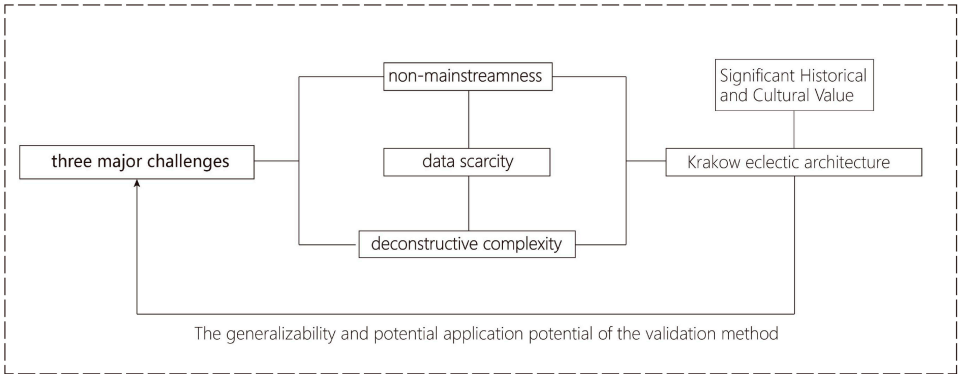 non-mainstreamness
Significant Historical
and Cultural Value
three major challenges
data scarcity
Krakow eclectic architecture
deconstructive complexity
The generalizability and potential application potential of the validation method